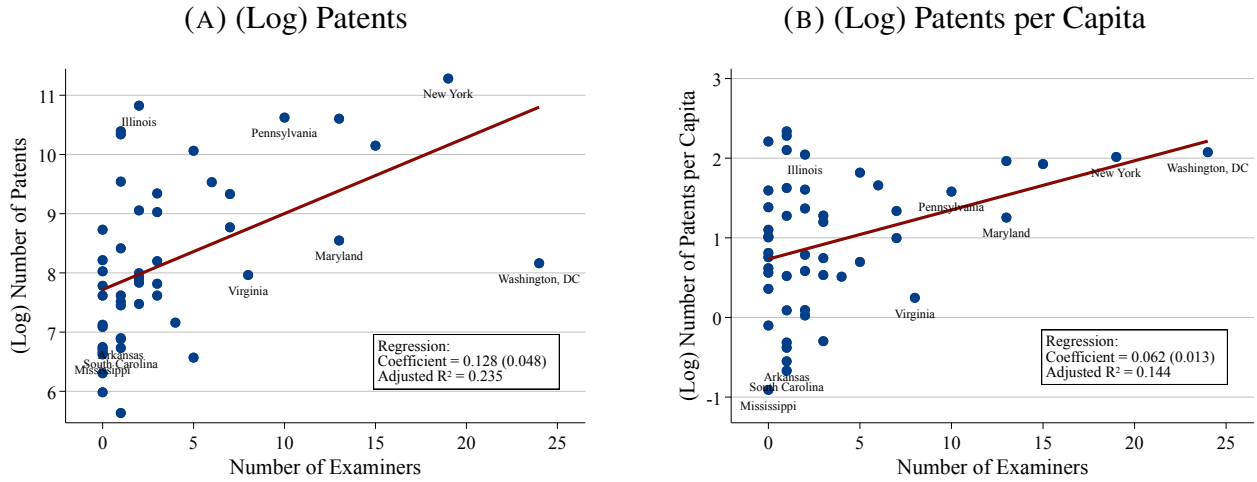 (A) (Log) Patents
(Log) Number of Patents
11
10
9
8
7
6
New York
Illinois
Pennsylvania
Maryland
Washington, DC
Virginia
Arkansas
South Carolina
Mississippi
Regression:
Coefficient = 0.128 (0.048)
Adjusted R² = 0.235
0 5 10 15 20 25
Number of Examiners
(B) (Log) Patents per Capita
(Log) Number of Patents per Capita
3
2
1
0
-1
Illinois
New York
Washington, DC
Pennsylvania
Maryland
Virginia
Arkansas
South Carolina
Mississippi
Regression:
Coefficient = 0.062 (0.013)
Adjusted R² = 0.144
0 5 10 15 20 25
Number of Examiners